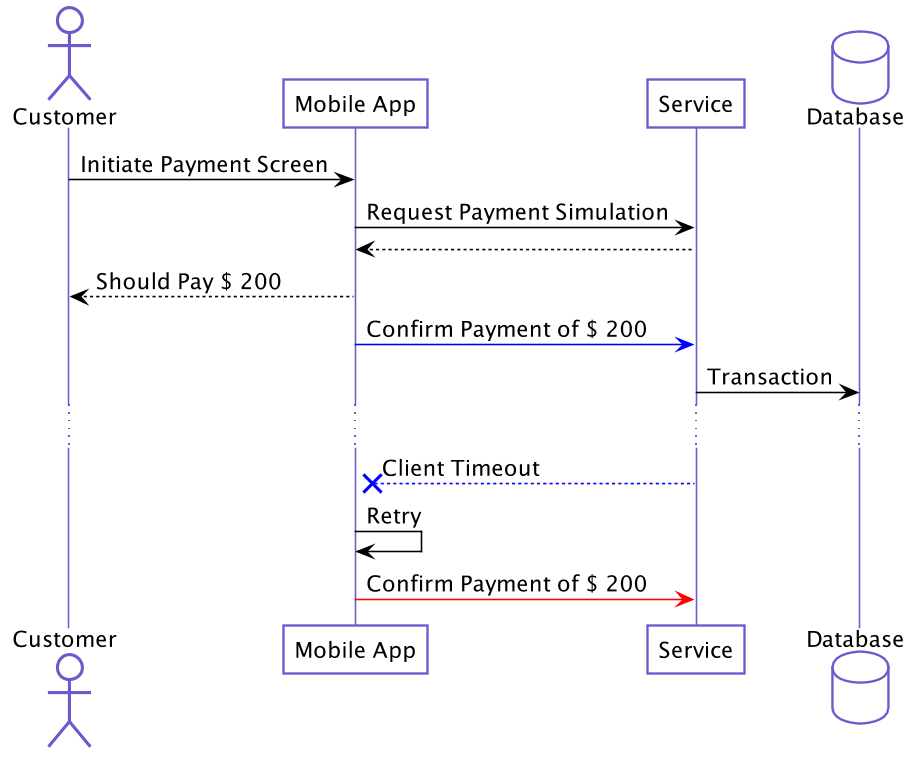 Customer
Mobile App
Service
Database
Initiate Payment Screen
Request Payment Simulation
Should Pay $ 200
Confirm Payment of $ 200
Transaction
Client Timeout
Retry
Confirm Payment of $ 200
Customer
Mobile App
Service
Database